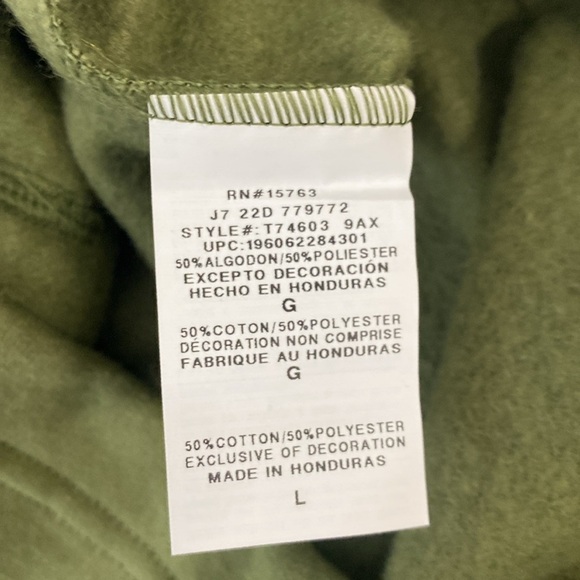 RN#15763
J7 22D 779772
STYLE#:T74603 9AX
UPC:196062284301
50%ALGODON/50%POLIESTER
EXCEPTO DECORACIÓN
HECHO EN HONDURAS
G
50%COTON/50%POLYESTER
DÉCORATION NON COMPRISE
FABRIQUE AU HONDURAS
G
50%COTTON/50%POLYESTER
EXCLUSIVE OF DECORATION
MADE IN HONDURAS
L